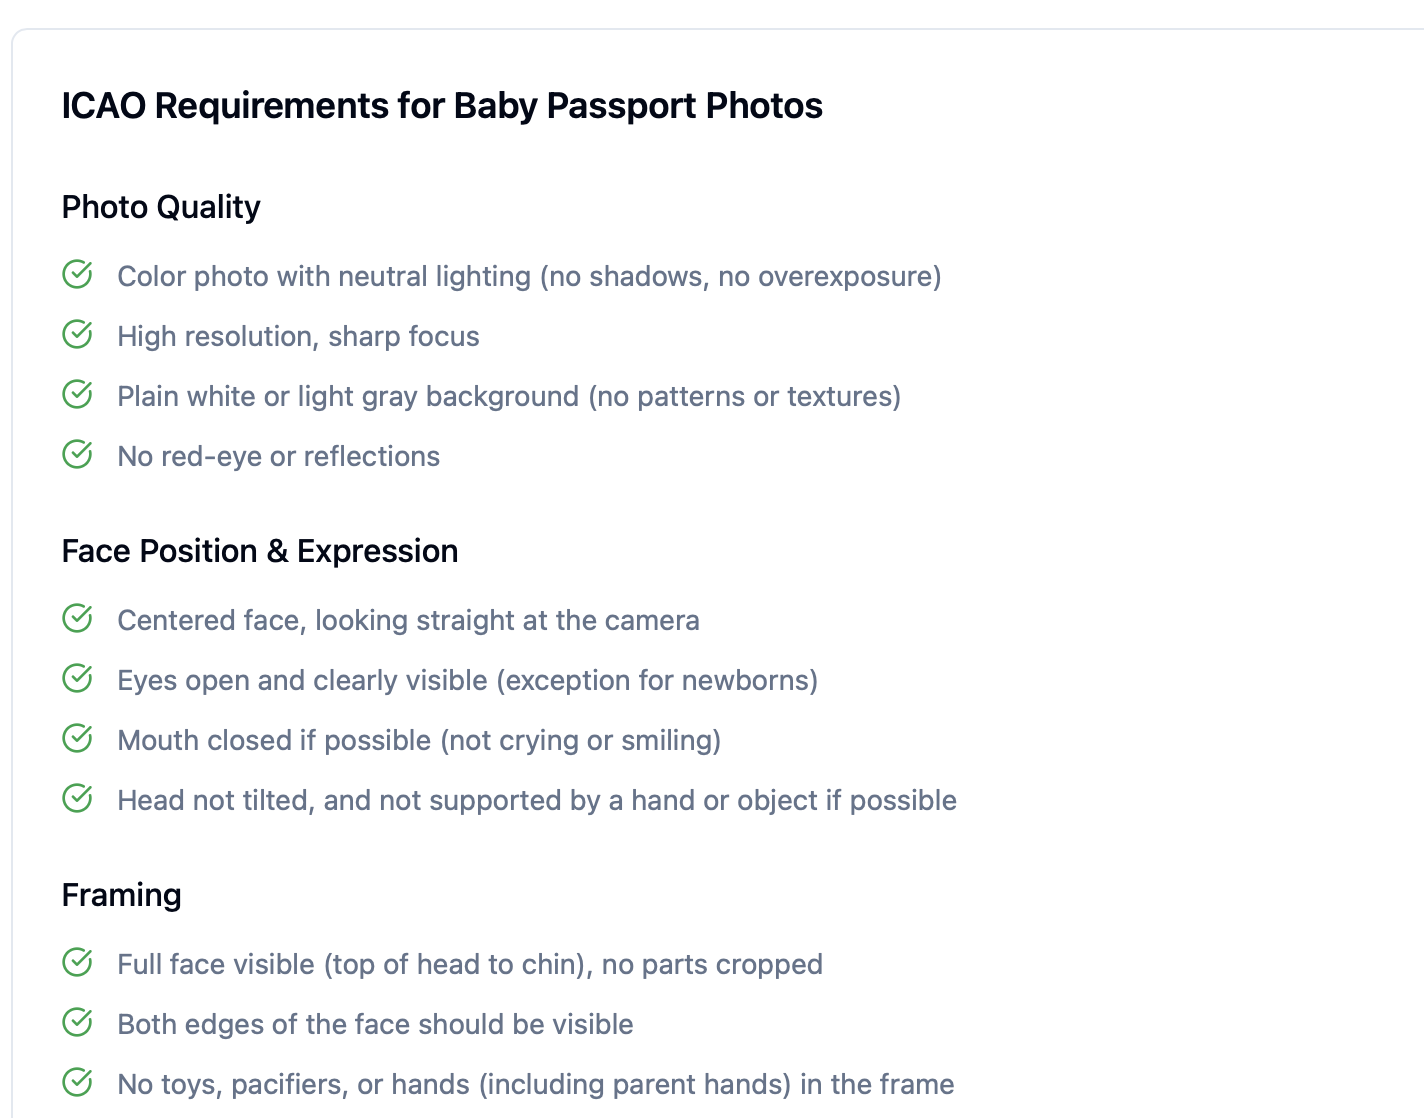 ICAO Requirements for Baby Passport Photos
Photo Quality
Color photo with neutral lighting (no shadows, no overexposure)
High resolution, sharp focus
Plain white or light gray background (no patterns or textures)
No red-eye or reflections
Face Position & Expression
Centered face, looking straight at the camera
Eyes open and clearly visible (exception for newborns)
Mouth closed if possible (not crying or smiling)
Head not tilted, and not supported by a hand or object if possible
Framing
Full face visible (top of head to chin), no parts cropped
Both edges of the face should be visible
No toys, pacifiers, or hands (including parent hands) in the frame